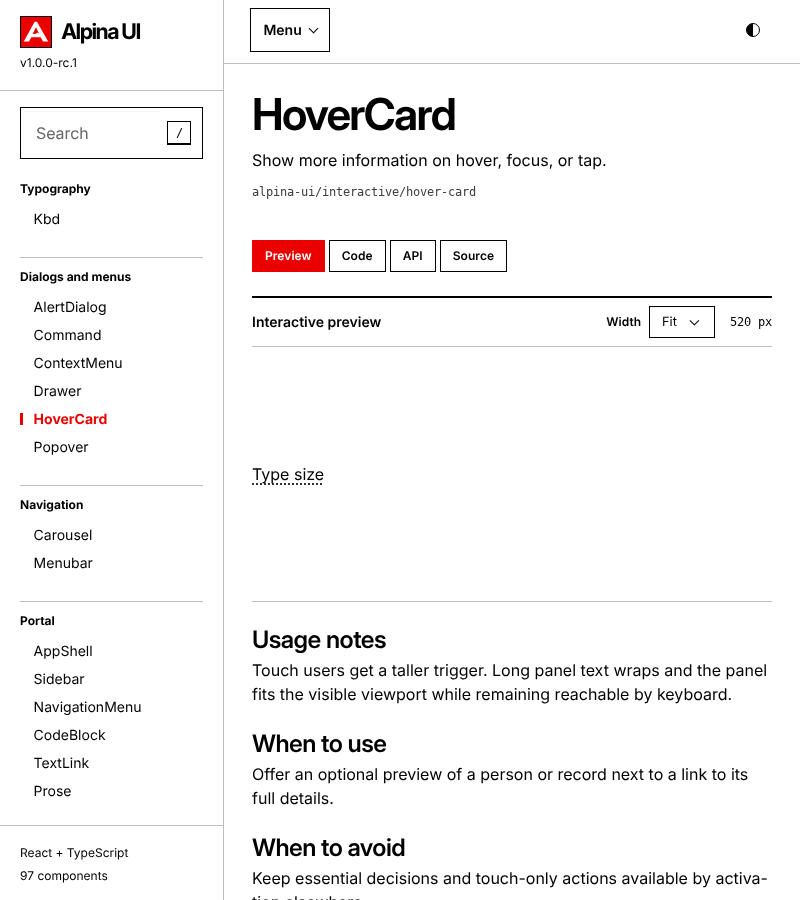 Alpina UI
v1.0.0-rc.1
Search /
Typography
Kbd
Dialogs and menus
AlertDialog
Command
ContextMenu
Drawer
HoverCard
Popover
Navigation
Carousel
Menubar
Portal
AppShell
Sidebar
NavigationMenu
CodeBlock
TextLink
Prose
React + TypeScript
97 components
Menu
HoverCard
Show more information on hover, focus, or tap.
alpina-ui/interactive/hover-card
Preview Code API Source
Interactive preview Width Fit 520 px
Type size
Usage notes
Touch users get a taller trigger. Long panel text wraps and the panel
fits the visible viewport while remaining reachable by keyboard.
When to use
Offer an optional preview of a person or record next to a link to its
full details.
When to avoid
Keep essential decisions and touch-only actions available by activa-
tion elsewhere.